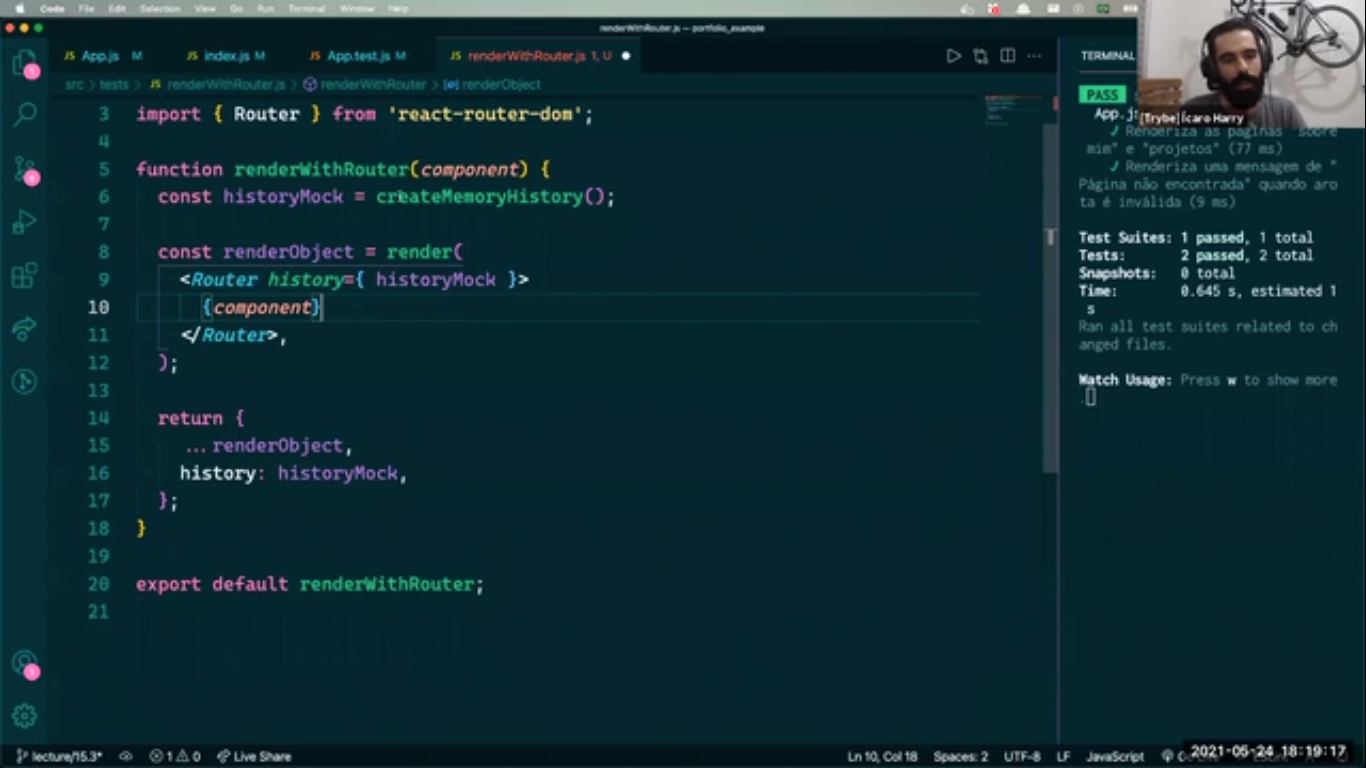 Code File Edit Selection View Go Run Terminal Window Help
renderWithRouter.js — portfolio_example
JS App.js M JS index.js M JS App.test.js M JS renderWithRouter.js 1, U
src > tests > JS renderWithRouter.js > renderWithRouter > renderObject
3 import { Router } from 'react-router-dom';
4
5 function renderWithRouter(component) {
6 const historyMock = createMemoryHistory();
7
8 const renderObject = render(
9 <Router history={ historyMock }>
10 {component}
11 </Router>,
12 );
13
14 return {
15 ...renderObject,
16 history: historyMock,
17 };
18 }
19
20 export default renderWithRouter;
21
TERMINAL
PASS
App.js
[Trybe] Ícaro Harry
✓ Renderiza as páginas "sobre
mim" e "projetos" (77 ms)
✓ Renderiza uma mensagem de "
Página não encontrada" quando a ro
ta é inválida (9 ms)
Test Suites: 1 passed, 1 total
Tests: 2 passed, 2 total
Snapshots: 0 total
Time: 0.645 s, estimated 1
s
Ran all test suites related to ch
anged files.
Watch Usage: Press w to show more
.
lecture/15.3* 1 0 Live Share
Ln 10, Col 18 Spaces: 2 UTF-8 LF JavaScript
2021-05-24 18:19:17